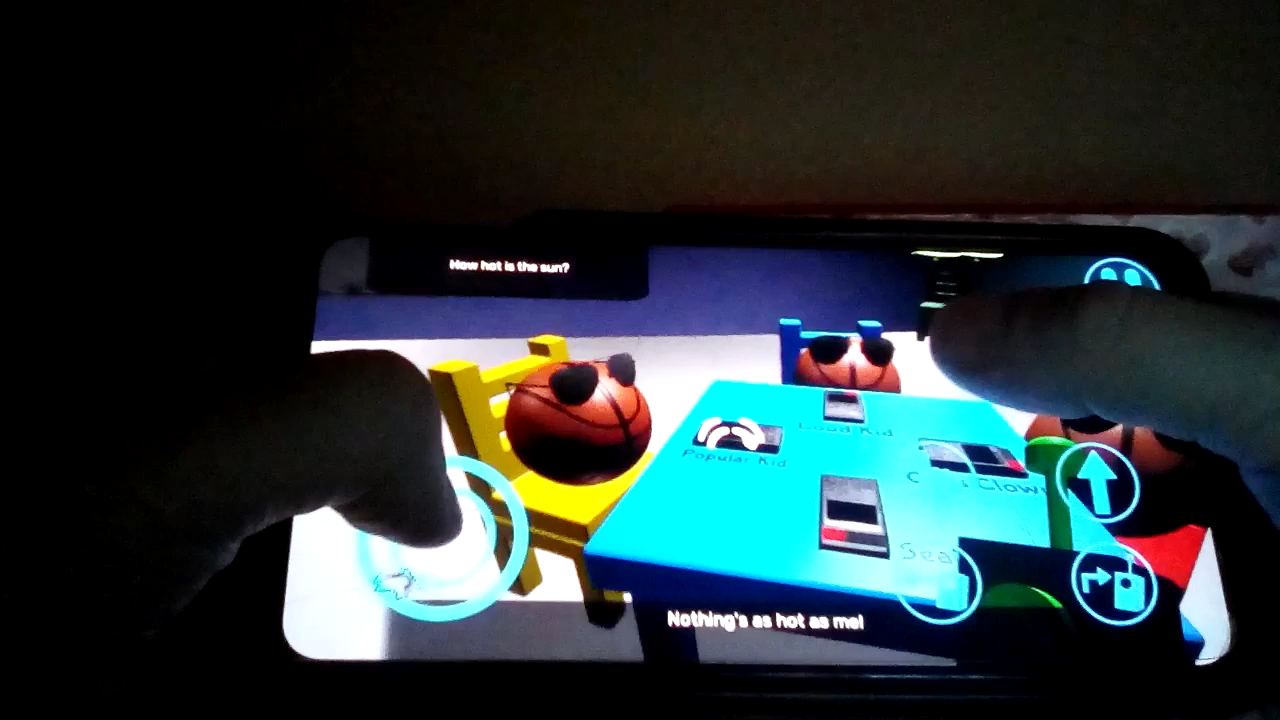 How hot is the sun?
Loud Kid
Popular Kid
Clown
Nothing's as hot as me!